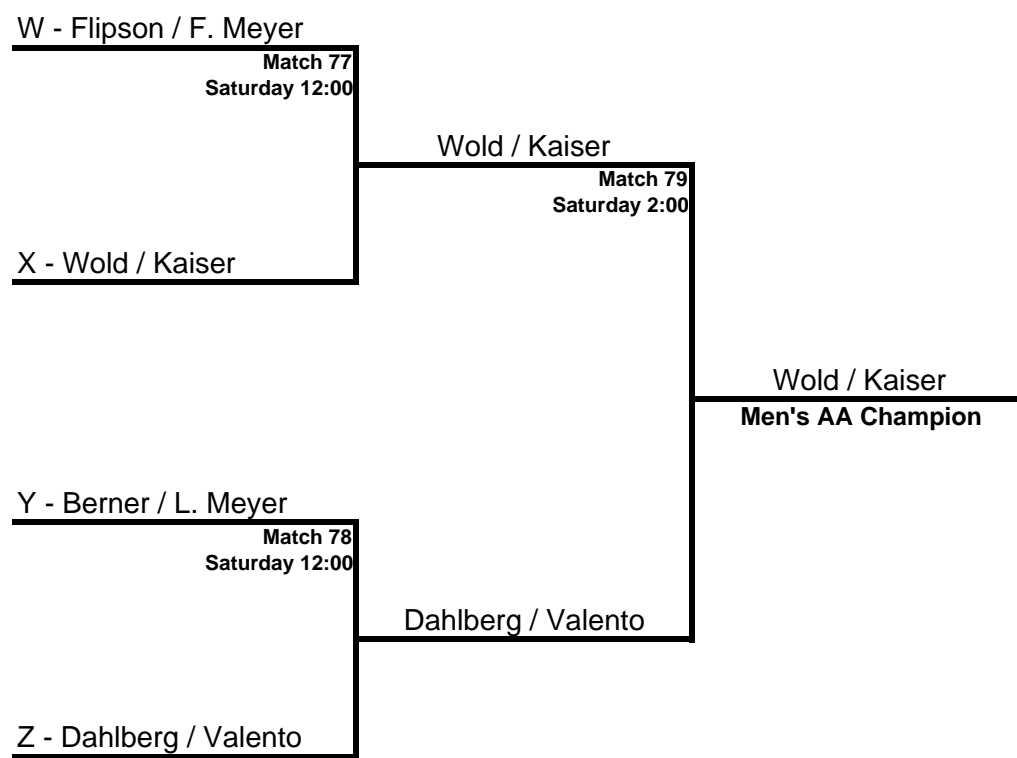 W - Flipson / F. Meyer
Match 77
Saturday 12:00
Wold / Kaiser
Match 79
Saturday 2:00
X - Wold / Kaiser
Wold / Kaiser
Men's AA Champion
Y - Berner / L. Meyer
Match 78
Saturday 12:00
Dahlberg / Valento
Z - Dahlberg / Valento